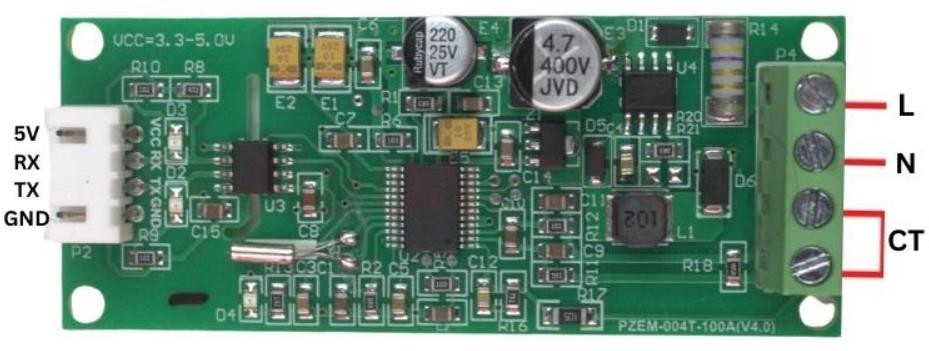 VCC=3.3-5.0V
C6
220
25V
VT
Rubycap
E4
4.7
400V
JVD
E3
D1
R14
P4
U4
L
R10
R8
D3
E2
E1
C13
R20
R21
5V
RX
TX
GND
VCC
RX
TX
GND
C7
R6
D5
C4
C14
N
D2
U3
D6
C15
C8
C11
R12
102
L1
CT
P2
R9
C9
R18
R13
C3
C1
R2
C5
C12
D4
R16
R17
PZEM-004T-100A(V4.0)